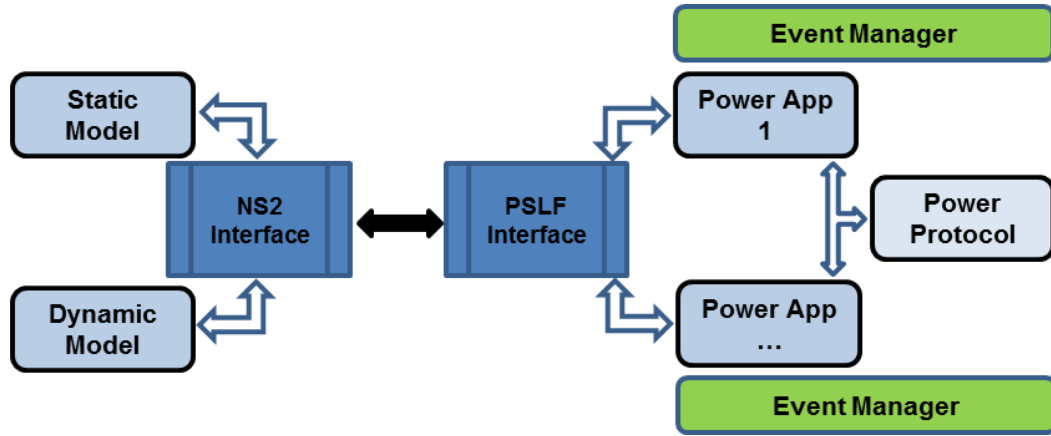 Event Manager
Static
Model
Power App
1
NS2
Interface
PSLF
Interface
Power
Protocol
Dynamic
Model
Power App
...
Event Manager